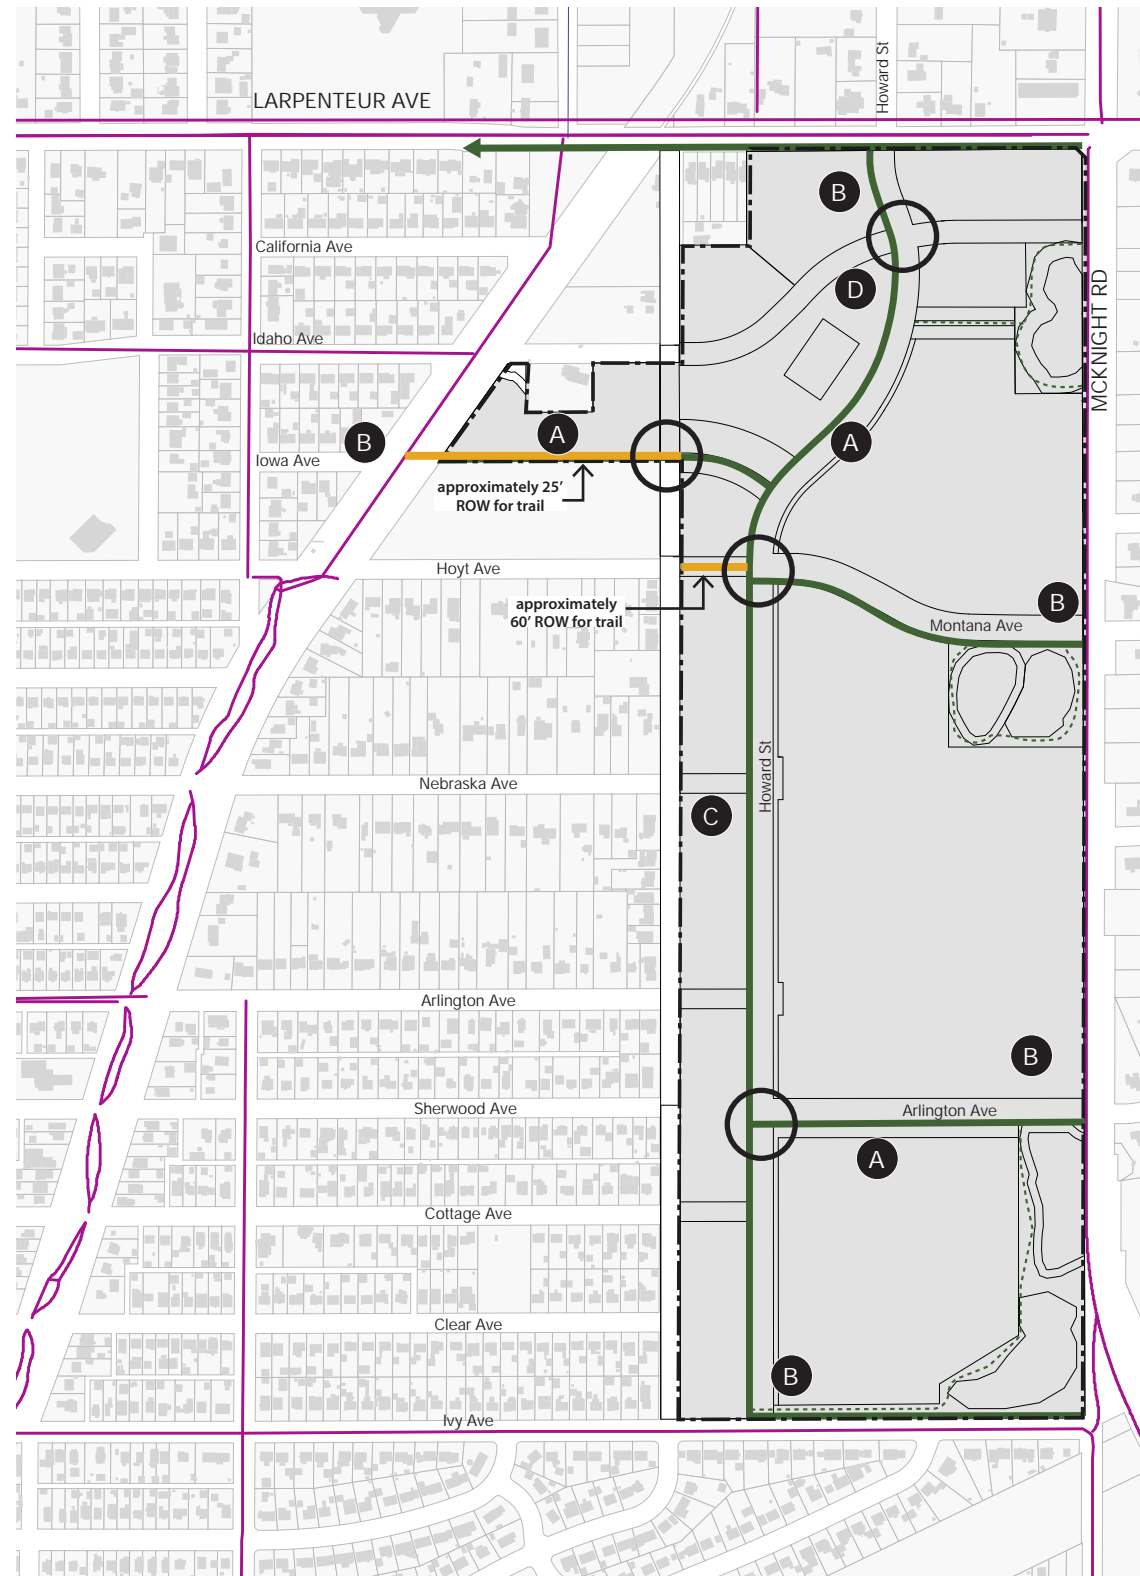 Howard St
LARPENTEUR AVE
B
California Ave
D
Idaho Ave
MCKNIGHT RD
A
B
A
Iowa Ave
approximately 25'
ROW for trail
Hoyt Ave
approximately
60' ROW for trail
B
Montana Ave
Howard St
Nebraska Ave
C
Arlington Ave
B
Sherwood Ave
Arlington Ave
A
Cottage Ave
Clear Ave
B
Ivy Ave